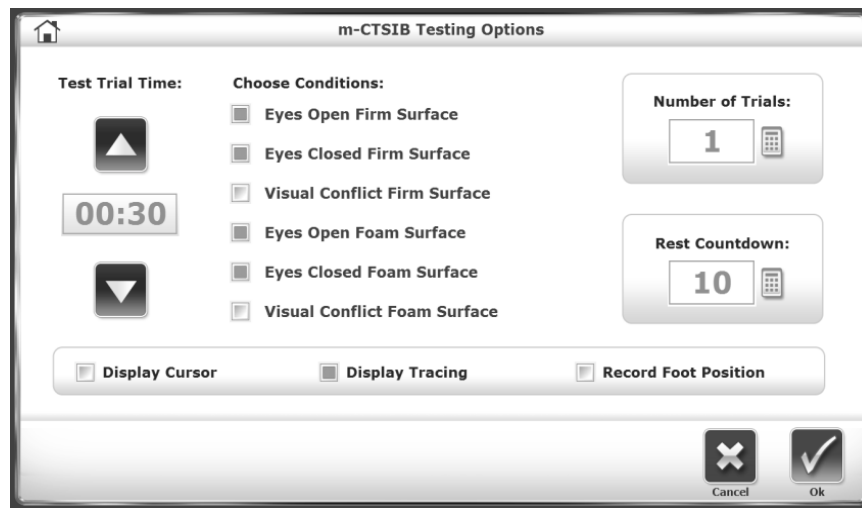 m-CTSIB Testing Options
Test Trial Time:
00:30
Choose Conditions:
Eyes Open Firm Surface
Eyes Closed Firm Surface
Visual Conflict Firm Surface
Eyes Open Foam Surface
Eyes Closed Foam Surface
Visual Conflict Foam Surface
Number of Trials:
1
Rest Countdown:
10
Display Cursor
Display Tracing
Record Foot Position
Cancel
Ok